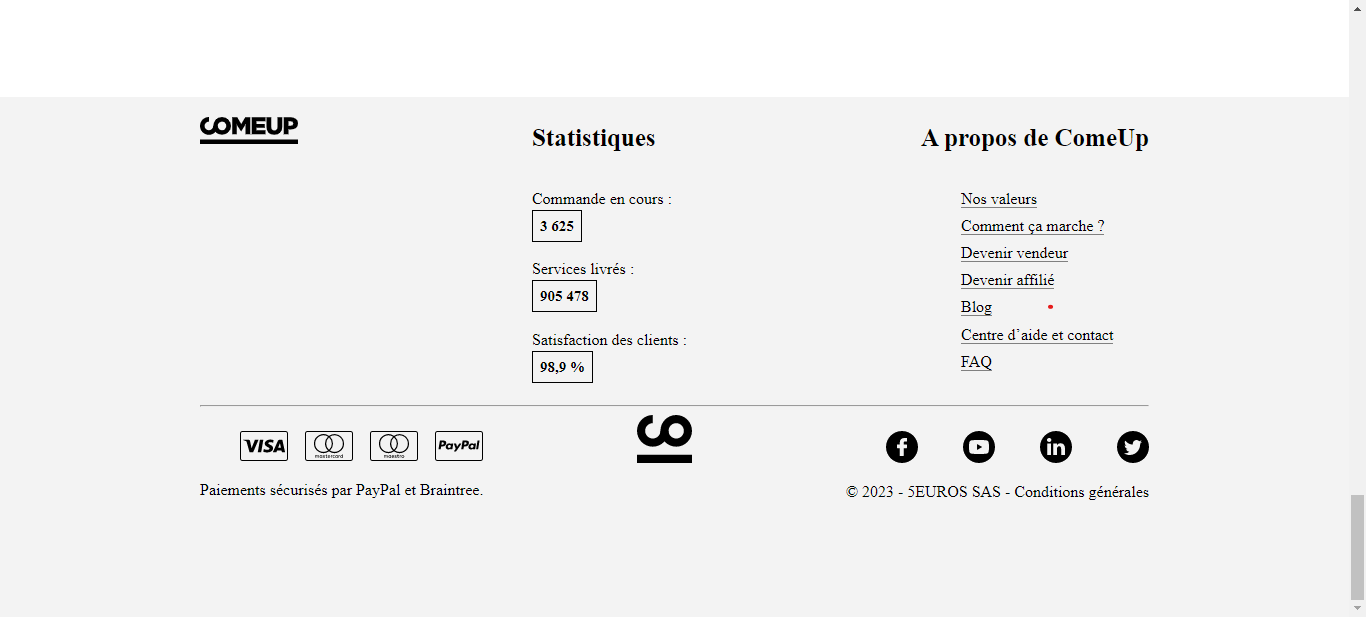 COMEUP
Statistiques
Commande en cours :
3 625
Services livrés :
905 478
Satisfaction des clients :
98,9 %
A propos de ComeUp
Nos valeurs
Comment ça marche ?
Devenir vendeur
Devenir affilié
Blog
Centre d’aide et contact
FAQ
VISA
mastercard
maestro
PayPal
Paiements sécurisés par PayPal et Braintree.
© 2023 - 5EUROS SAS - Conditions générales